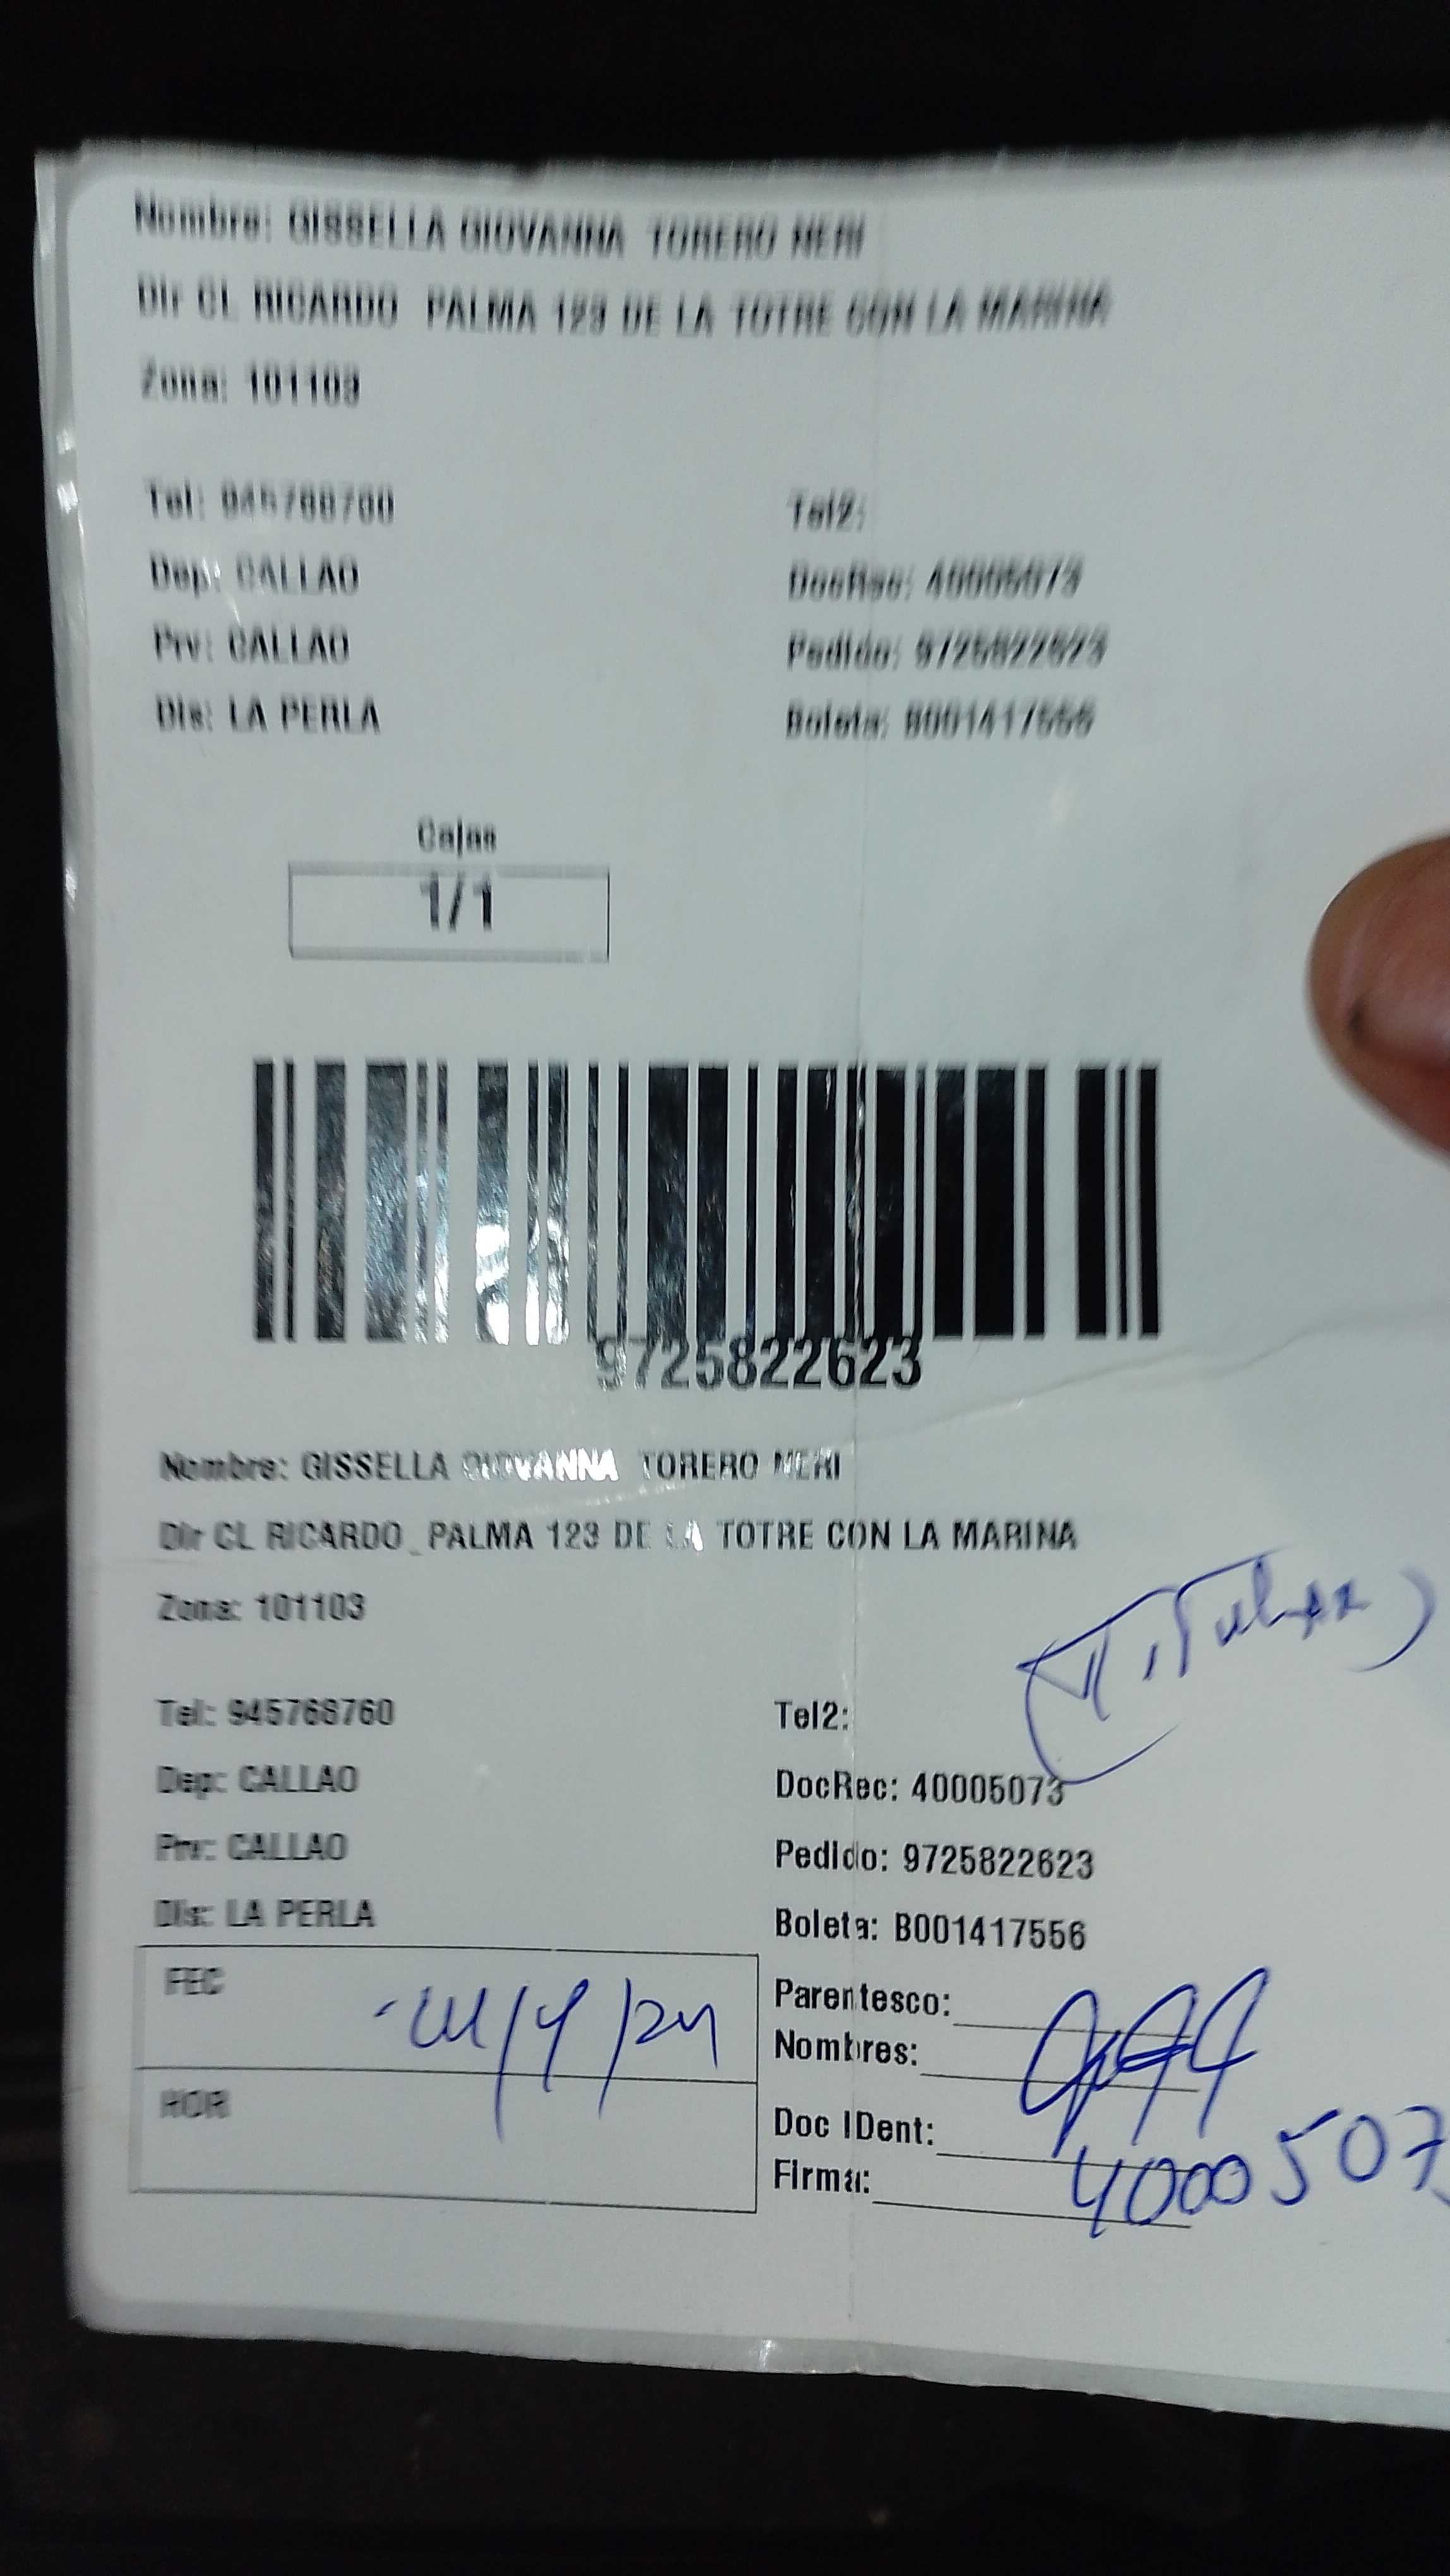 Nombre: GISSELLA GIOVANNA TORERO NERI
Dir CL RICARDO PALMA 123 DE LA TOTRE CON LA MARINA
Zona: 101103
Tel: 945768760 Tel2:
Dep: CALLAO DocRec: 40005073
Prv: CALLAO Pedido: 9725822623
Dis: LA PERLA Boleta: B001417556
Cajas
1/1
9725822623
Nombre: GISSELLA GIOVANNA TORERO NERI
Dir CL RICARDO_ PALMA 123 DE LA TOTRE CON LA MARINA
Zona: 101103
(Titular)
Tel: 945768760 Tel2:
Dep: CALLAO DocRec: 40005073
Prv: CALLAO Pedido: 9725822623
Dis: LA PERLA Boleta: B001417556
FEC /24 Parentesco:
Nombres:
HOR Doc IDent: 4000507
Firma: